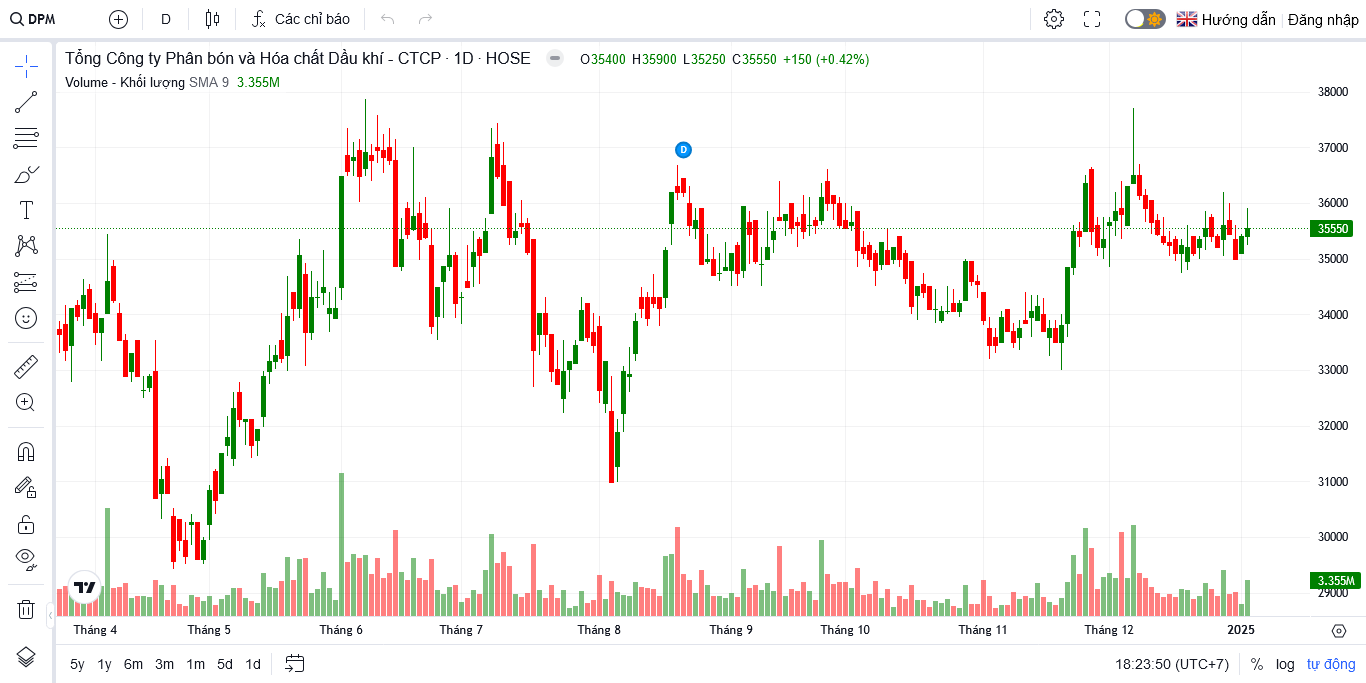 DPM D Các chỉ báo Hướng dẫn Đăng nhập
Tổng Công ty Phân bón và Hóa chất Dầu khí - CTCP · 1D · HOSE O35400 H35900 L35250 C35550 +150 (+0.42%)
Volume - Khối lượng SMA 9 3.355M
38000
37000
D
36000
35550
35000
34000
33000
32000
31000
30000
3.355M
29000
Tháng 4 Tháng 5 Tháng 6 Tháng 7 Tháng 8 Tháng 9 Tháng 10 Tháng 11 Tháng 12 2025
5y 1y 6m 3m 1m 5d 1d 18:23:50 (UTC+7) % log tự động